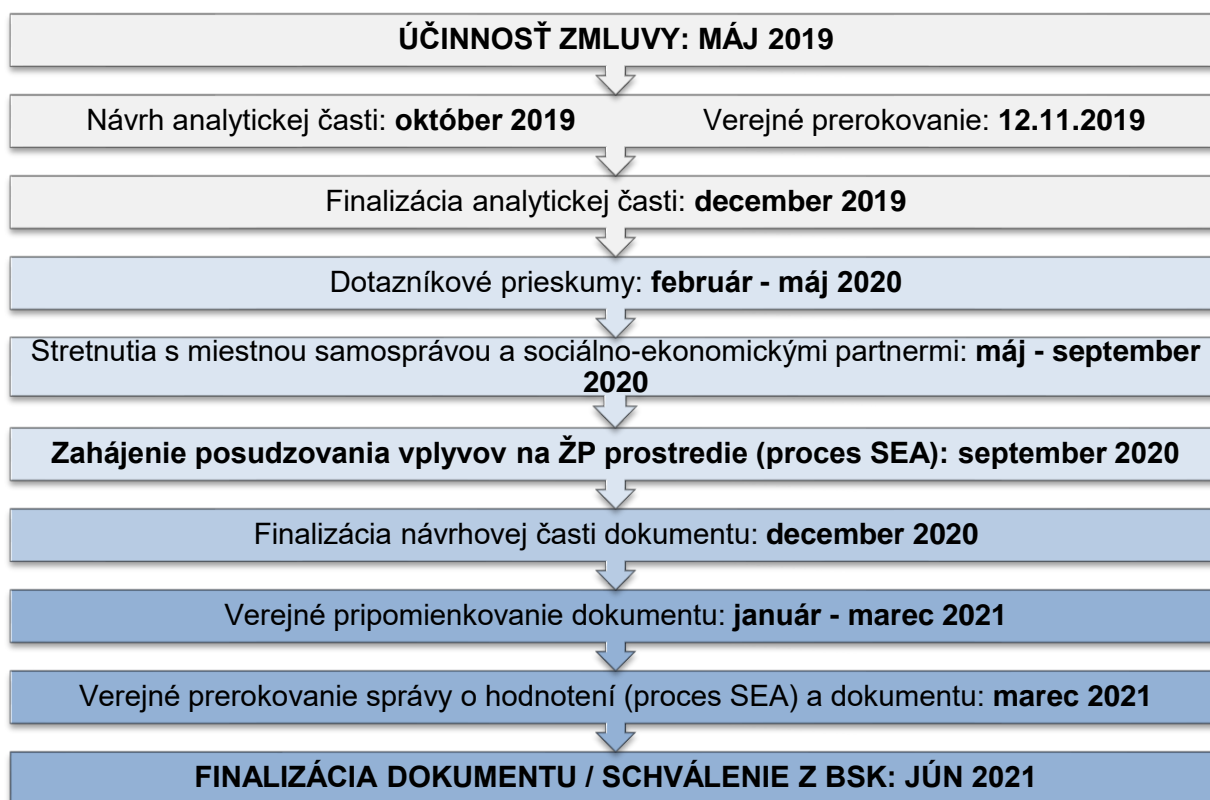 ÚČINNOSŤ ZMLUVY: MÁJ 2019
Návrh analytickej časti: október 2019 Verejné prerokovanie: 12.11.2019
Finalizácia analytickej časti: december 2019
Dotazníkové prieskumy: február - máj 2020
Stretnutia s miestnou samosprávou a sociálno-ekonomickými partnermi: máj - september
2020
Zahájenie posudzovania vplyvov na ŽP prostredie (proces SEA): september 2020
Finalizácia návrhovej časti dokumentu: december 2020
Verejné pripomienkovanie dokumentu: január - marec 2021
Verejné prerokovanie správy o hodnotení (proces SEA) a dokumentu: marec 2021
FINALIZÁCIA DOKUMENTU / SCHVÁLENIE Z BSK: JÚN 2021